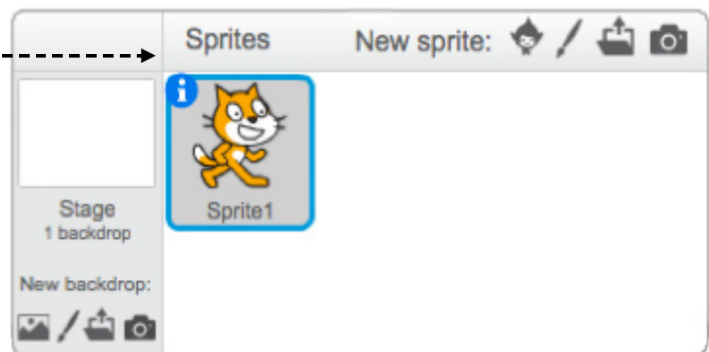 Sprites New sprite:
i
Sprite1
Stage
1 backdrop
New backdrop: